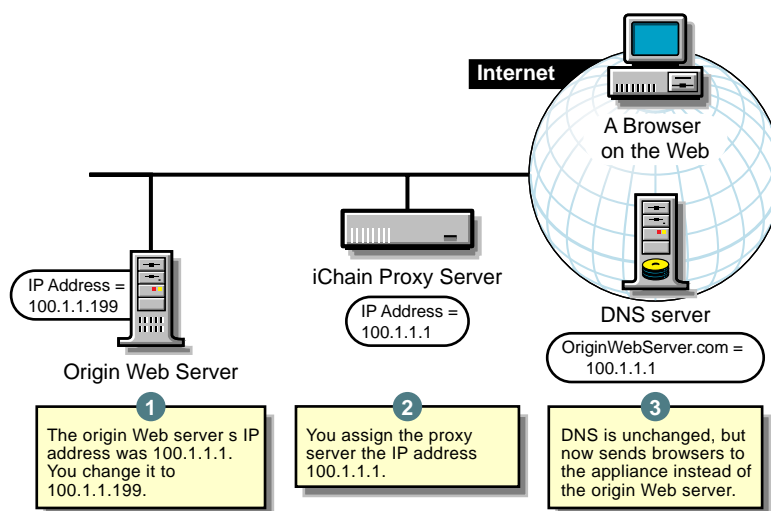 Internet
A Browser
on the Web
iChain Proxy Server
IP Address =
100.1.1.199
IP Address =
100.1.1.1
DNS server
OriginWebServer.com =
100.1.1.1
Origin Web Server
1
The origin Web server s IP
address was 100.1.1.1.
You change it to
100.1.1.199.
2
You assign the proxy
server the IP address
100.1.1.1.
3
DNS is unchanged, but
now sends browsers to
the appliance instead of
the origin Web server.